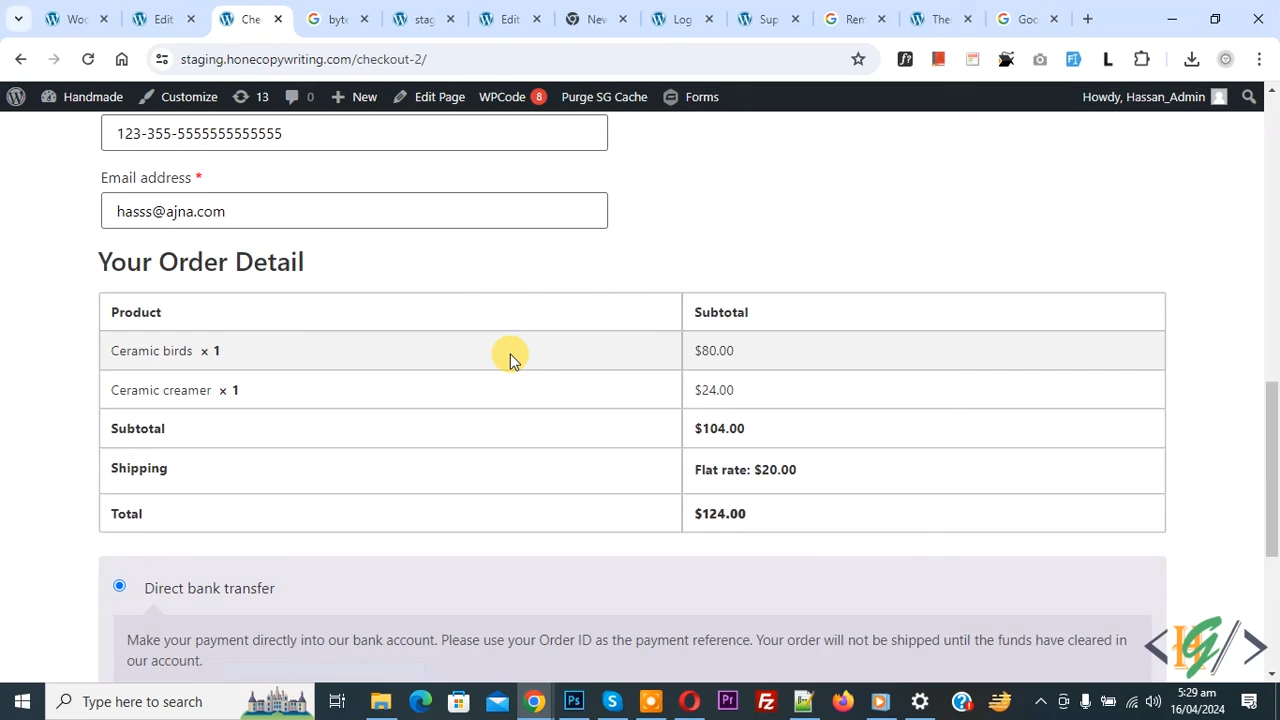 Woc
Edit
Che
byte
stag
Edit
Nev
Log
Sup
Ren
The
Goo
staging.hasecopywriting.com/checkout-2/
Handmade
Customize
13
0
New
Edit Page
WPCode 8
Purge SG Cache
Forms
Howdy, Hassan_Admin
123-355-5555555555555
Email address *
hasss@ajna.com
Your Order Detail
Product Subtotal
Ceramic birds × 1 $80.00
Ceramic creamer × 1 $24.00
Subtotal $104.00
Shipping Flat rate: $20.00
Total $124.00
Direct bank transfer
Make your payment directly into our bank account. Please use your Order ID as the payment reference. Your order will not be shipped until the funds have cleared in
our account.
Type here to search
5:29 am
16/04/2024